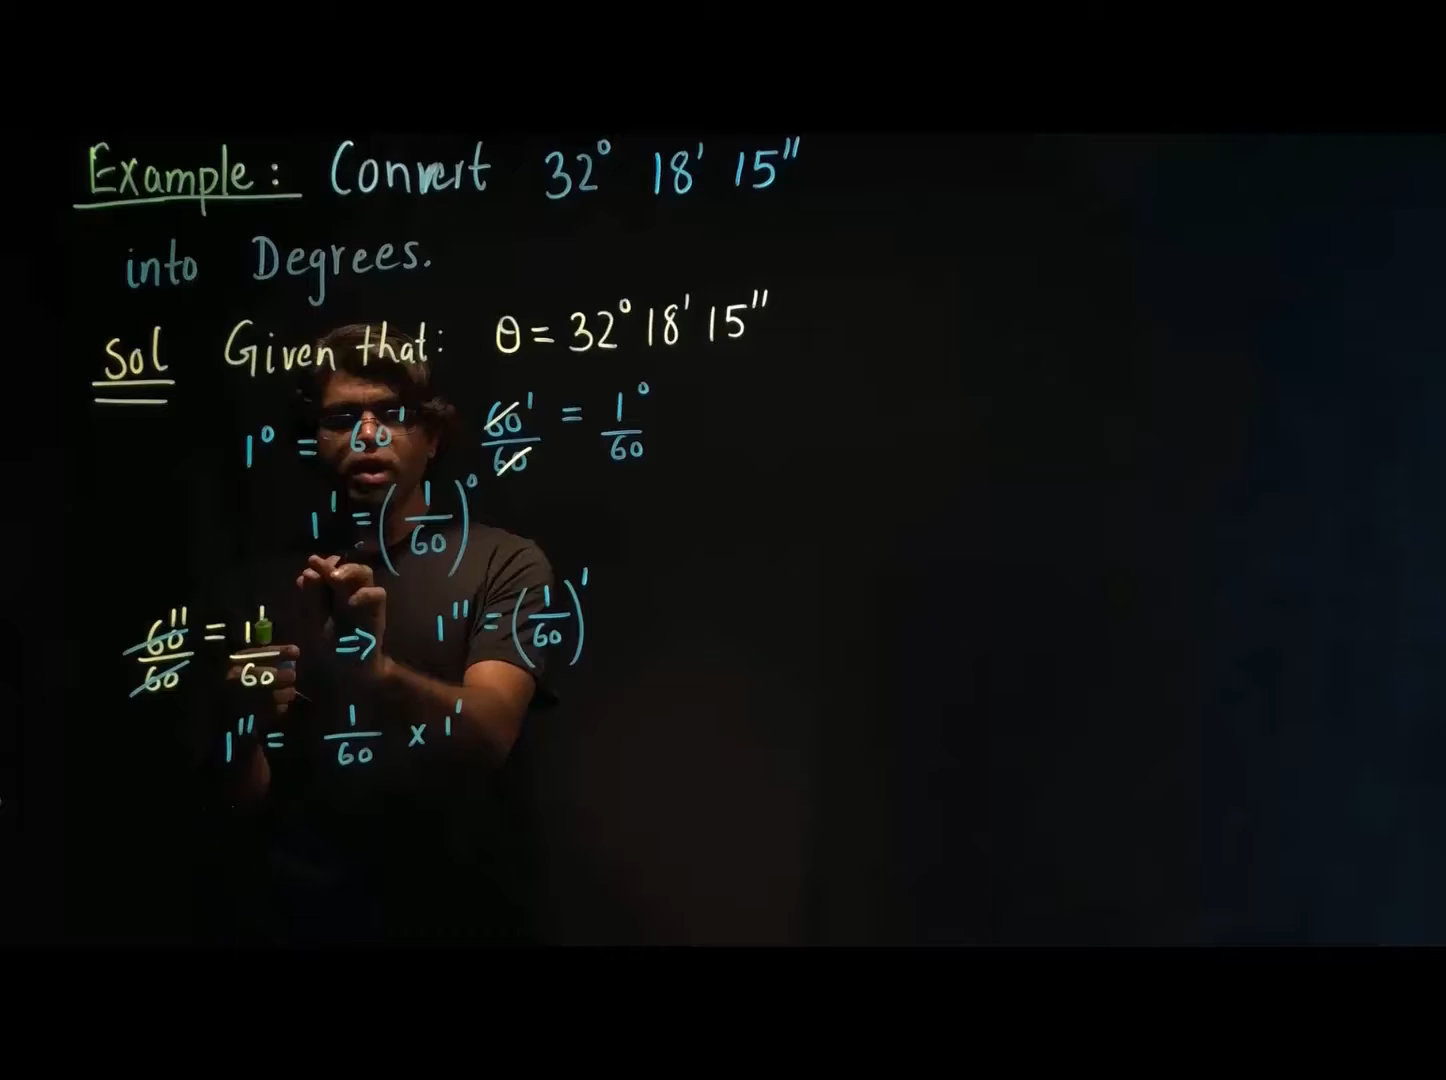 Example: Convert 32° 18' 15"
into Degrees.
Sol Given that: θ = 32° 18' 15"
1° = 60' 60'/60 = 1°/60
1' = (1/60)°
60"/60 = 1'/60 ⇒ 1" = (1/60)'
1" = 1/60 × 1'